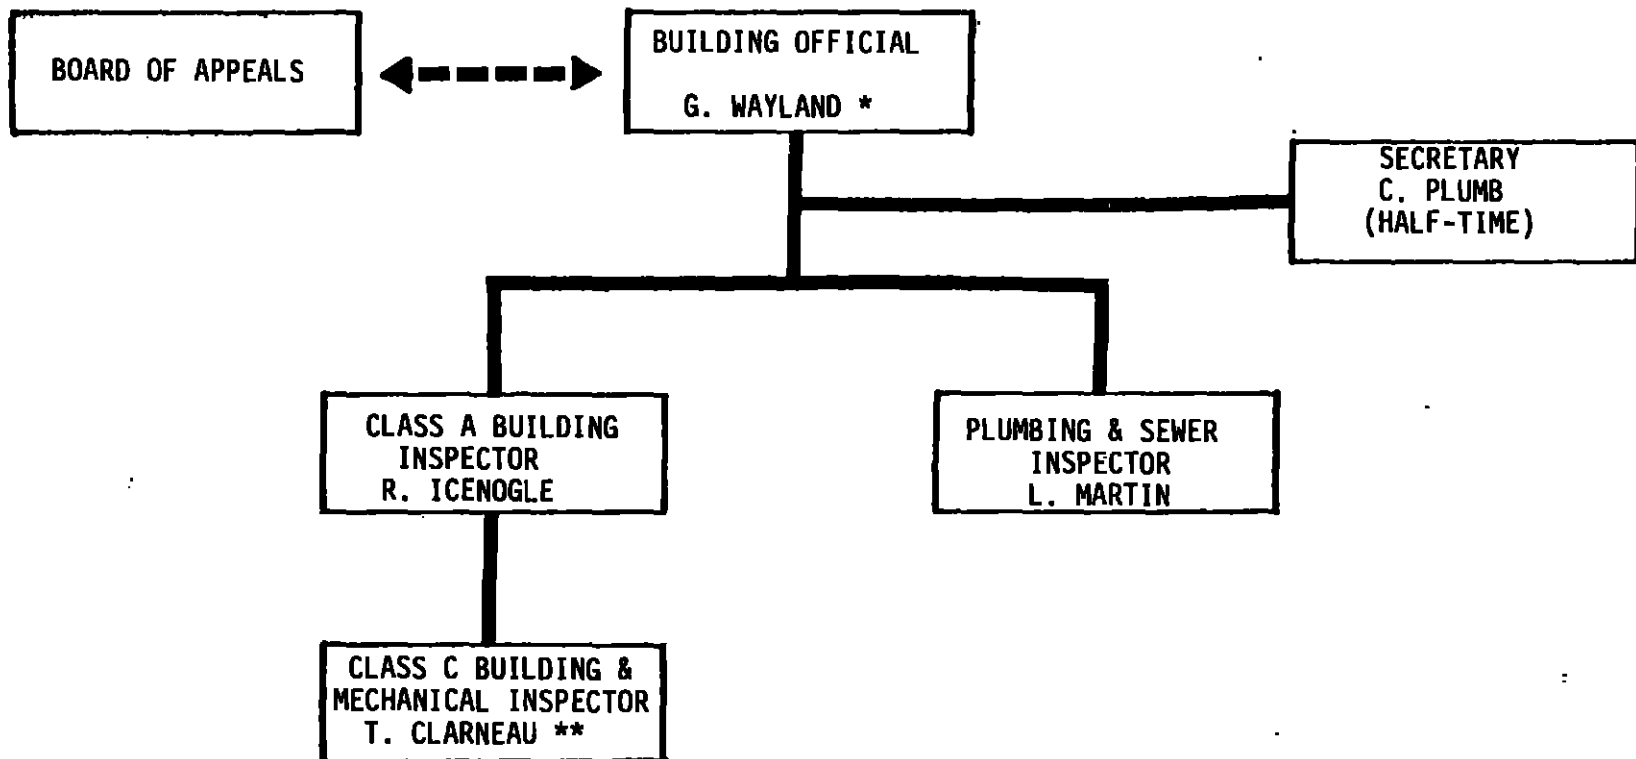 BOARD OF APPEALS
BUILDING OFFICIAL
G. WAYLAND *
SECRETARY
C. PLUMB
(HALF-TIME)
CLASS A BUILDING
INSPECTOR
R. ICENOGLE
PLUMBING & SEWER
INSPECTOR
L. MARTIN
CLASS C BUILDING &
MECHANICAL INSPECTOR
T. CLARNEAU **